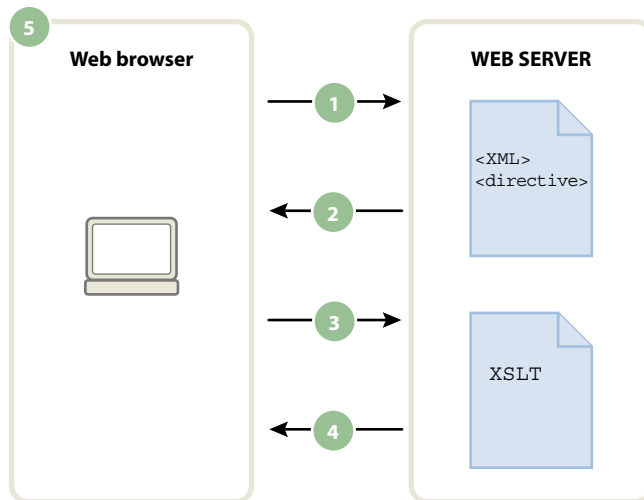 5
Web browser
WEB SERVER
1
<XML>
<directive>
2
3
XSLT
4